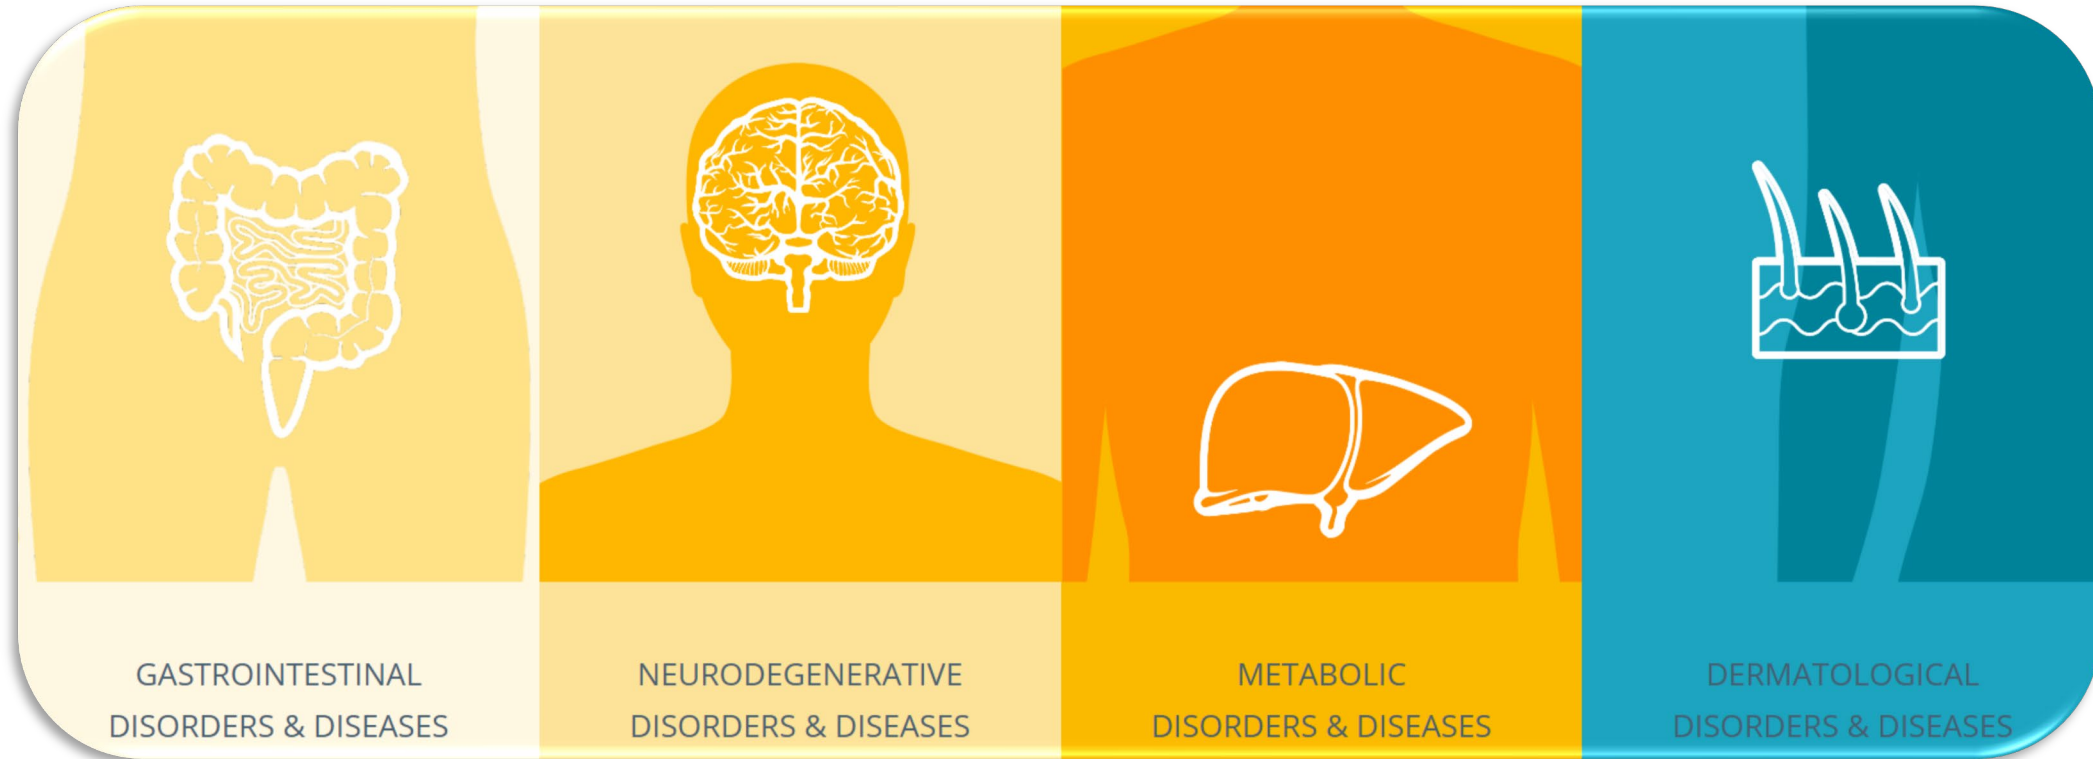 GASTROINTESTINAL
DISORDERS & DISEASES
NEURODEGENERATIVE
DISORDERS & DISEASES
METABOLIC
DISORDERS & DISEASES
DERMATOLOGICAL
DISORDERS & DISEASES